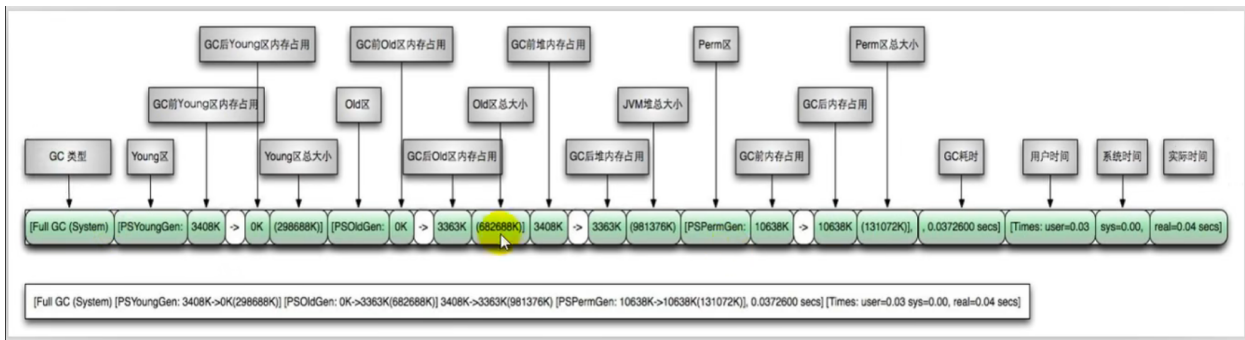 GC后Young区内存占用 GC前Old区内存占用 GC前堆内存占用 Perm区 Perm区总大小
GC前Young区内存占用 Old区 Old区总大小 JVM堆总大小 GC后内存占用
GC 类型 Young区 Young区总大小 GC后Old区内存占用 GC后堆内存占用 GC前内存占用 GC耗时 用户时间 系统时间 实际时间
[Full GC (System) [PSYoungGen: 3408K -> 0K (298688K)] [PSOldGen: 0K -> 3363K (682688K)] 3408K -> 3363K (981376K) [PSPermGen: 10638K -> 10638K (131072K)], , 0.0372600 secs] [Times: user=0.03 sys=0.00, real=0.04 secs]
[Full GC (System) [PSYoungGen: 3408K->0K(298688K)] [PSOldGen: 0K->3363K(682688K)] 3408K->3363K(981376K) [PSPermGen: 10638K->10638K(131072K)], 0.0372600 secs] [Times: user=0.03 sys=0.00, real=0.04 secs]